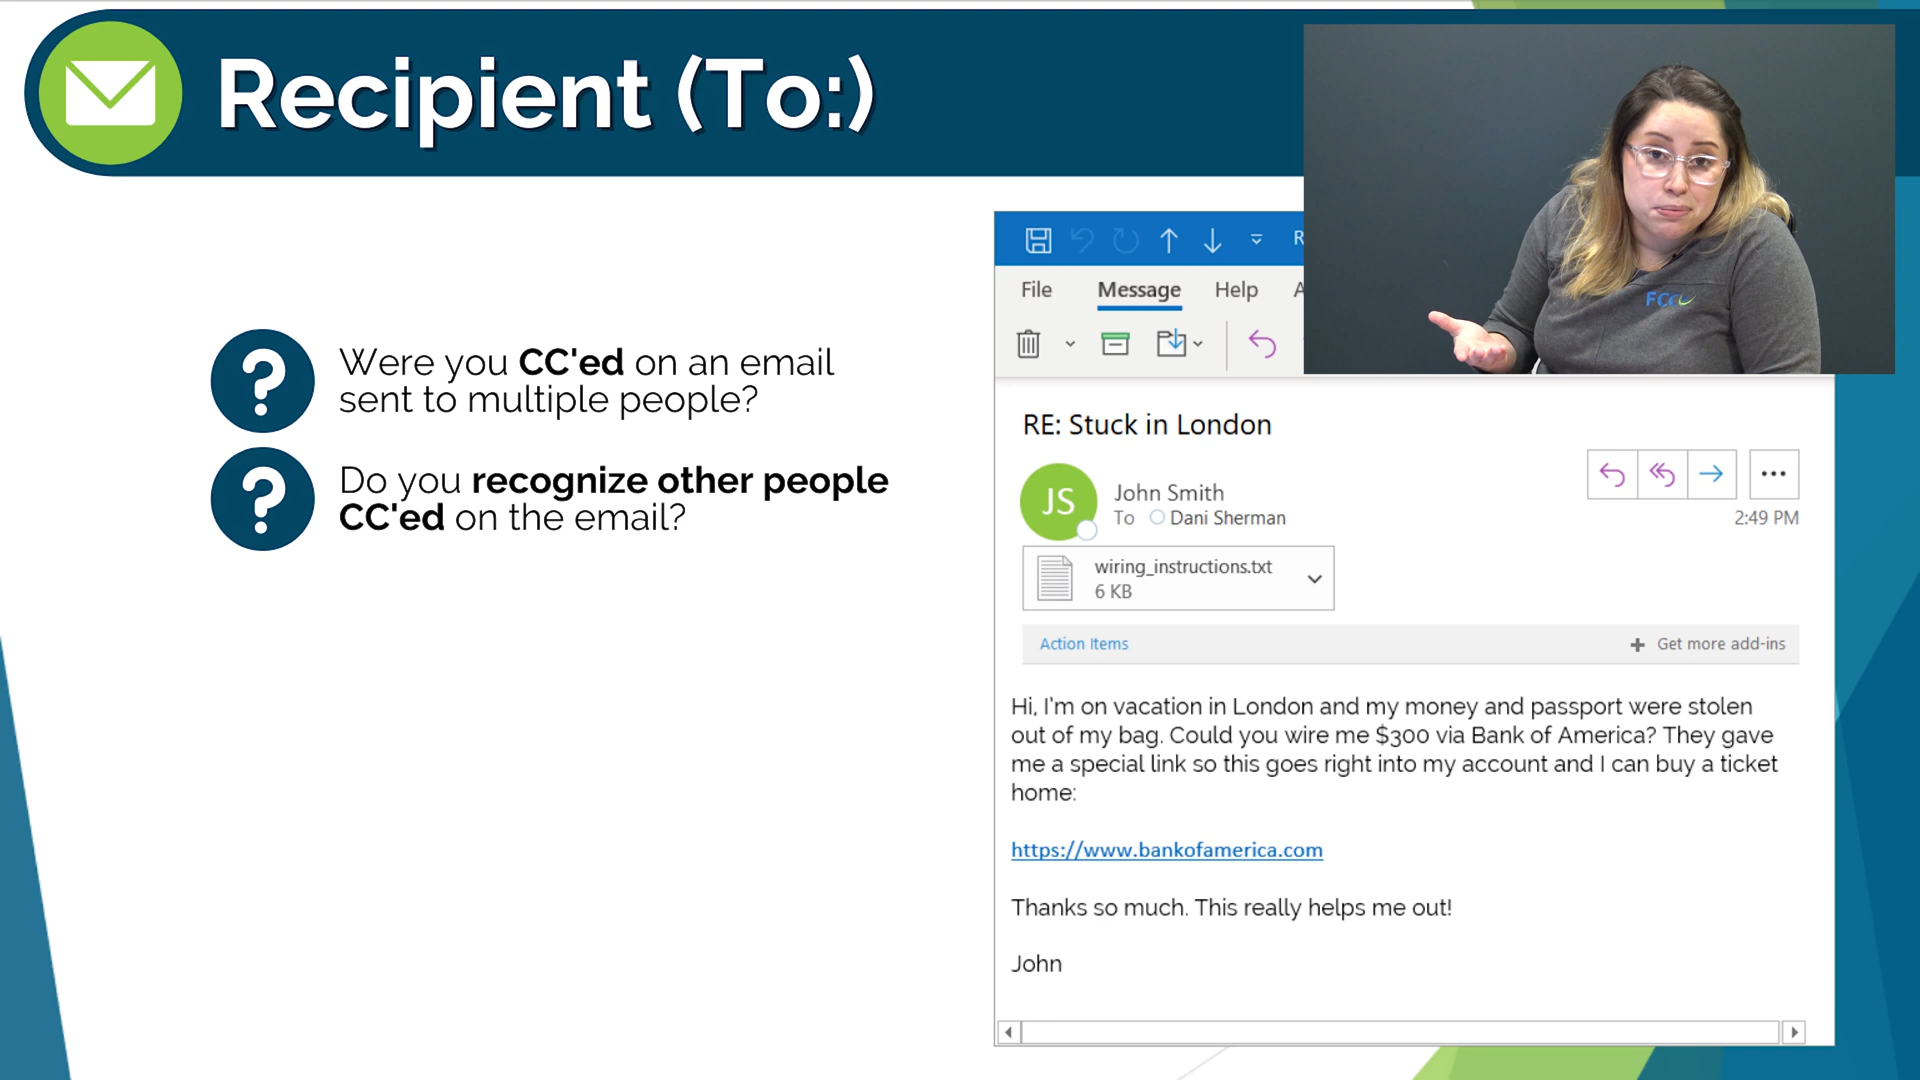 Recipient (To:)
Were you CC'ed on an email
sent to multiple people?
Do you recognize other people
CC'ed on the email?
FCC
R
File Message Help A
RE: Stuck in London
JS
John Smith
To Dani Sherman
2:49 PM
wiring_instructions.txt
6 KB
Action Items
Get more add-ins
Hi, I'm on vacation in London and my money and passport were stolen
out of my bag. Could you wire me $300 via Bank of America? They gave
me a special link so this goes right into my account and I can buy a ticket
home:
https://www.bankofamerica.com
Thanks so much. This really helps me out!
John